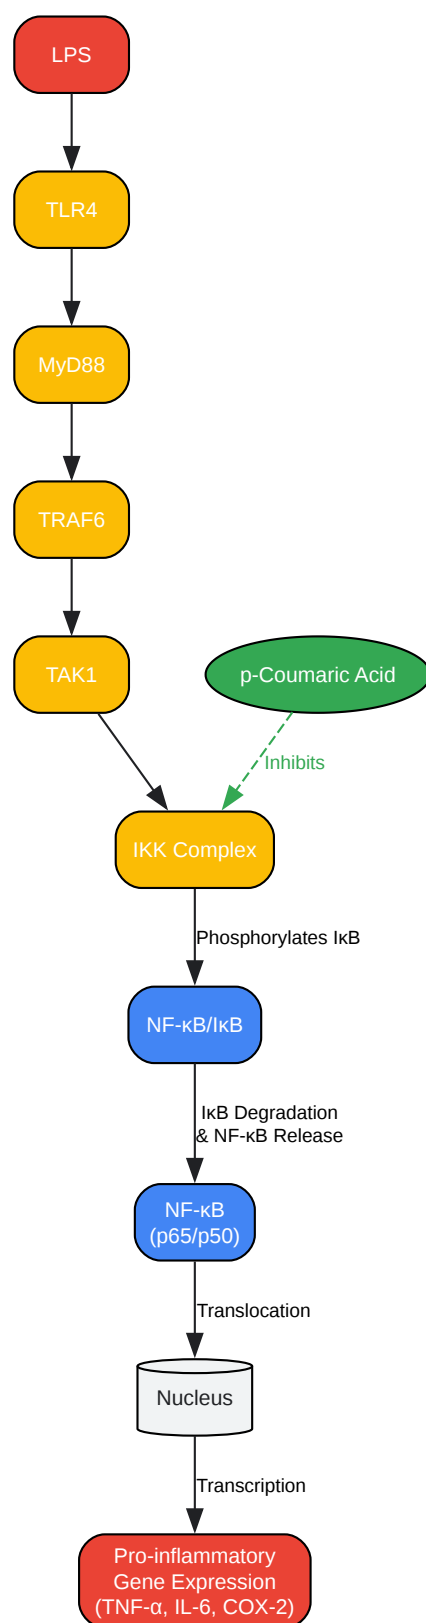 LPS
TLR4
MyD88
TRAF6
TAK1
p-Coumaric Acid
Inhibits
IKK Complex
Phosphorylates IκB
NF-κB/IκB
IκB Degradation
& NF-κB Release
NF-κB
(p65/p50)
Translocation
Nucleus
Transcription
Pro-inflammatory
Gene Expression
(TNF-α, IL-6, COX-2)